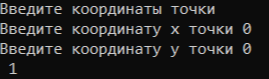 Введите координаты точки
Введите координату x точки 0
Введите координату y точки 0
1